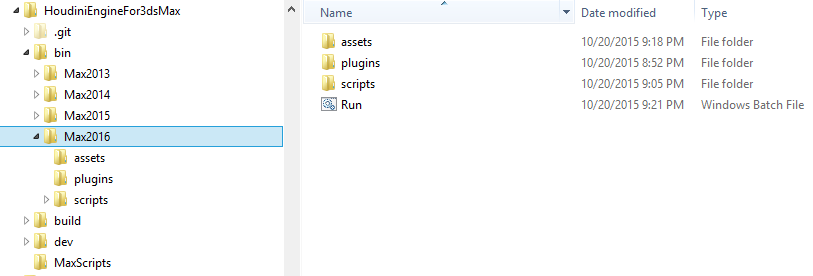 HoudiniEngineFor3dsMax
.git
bin
Max2013
Max2014
Max2015
Max2016
assets
plugins
scripts
build
dev
MaxScripts
Name Date modified Type
assets 10/20/2015 9:18 PM File folder
plugins 10/20/2015 8:52 PM File folder
scripts 10/20/2015 9:05 PM File folder
Run 10/20/2015 9:21 PM Windows Batch File